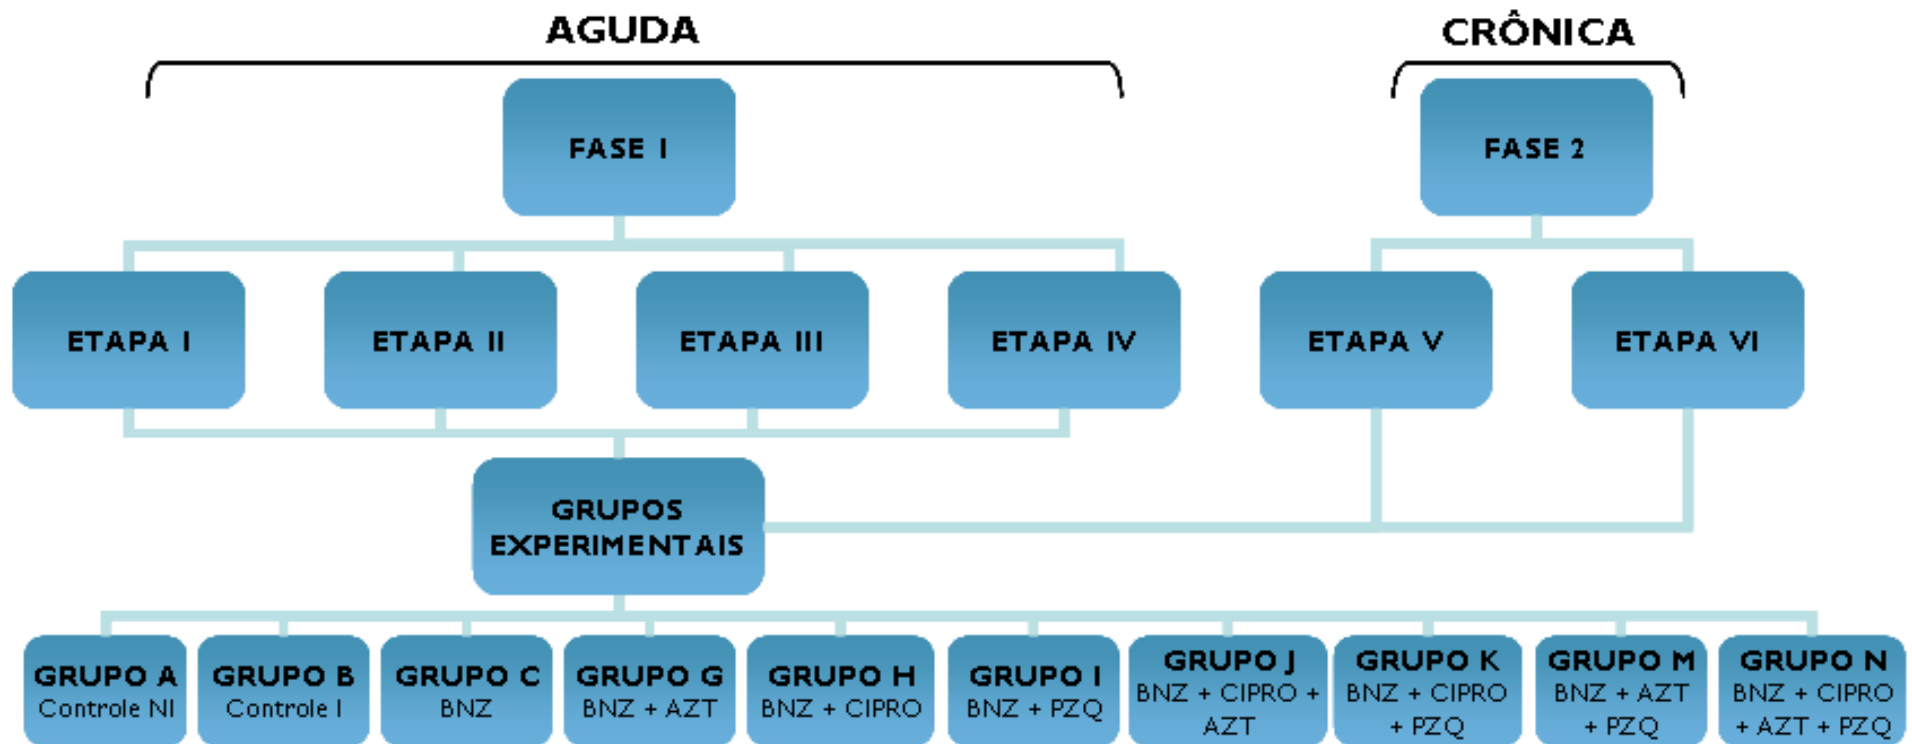 AGUDA
CRÔNICA
FASE 1
FASE 2
ETAPA I
ETAPA II
ETAPA III
ETAPA IV
ETAPA V
ETAPA VI
GRUPOS
EXPERIMENTAIS
GRUPO A
Controle NI
GRUPO B
Controle I
GRUPO C
BNZ
GRUPO G
BNZ + AZT
GRUPO H
BNZ + CIPRO
GRUPO I
BNZ + PZQ
GRUPO J
BNZ + CIPRO +
AZT
GRUPO K
BNZ + CIPRO
+ PZQ
GRUPO M
BNZ + AZT
+ PZQ
GRUPO N
BNZ + CIPRO
+ AZT + PZQ